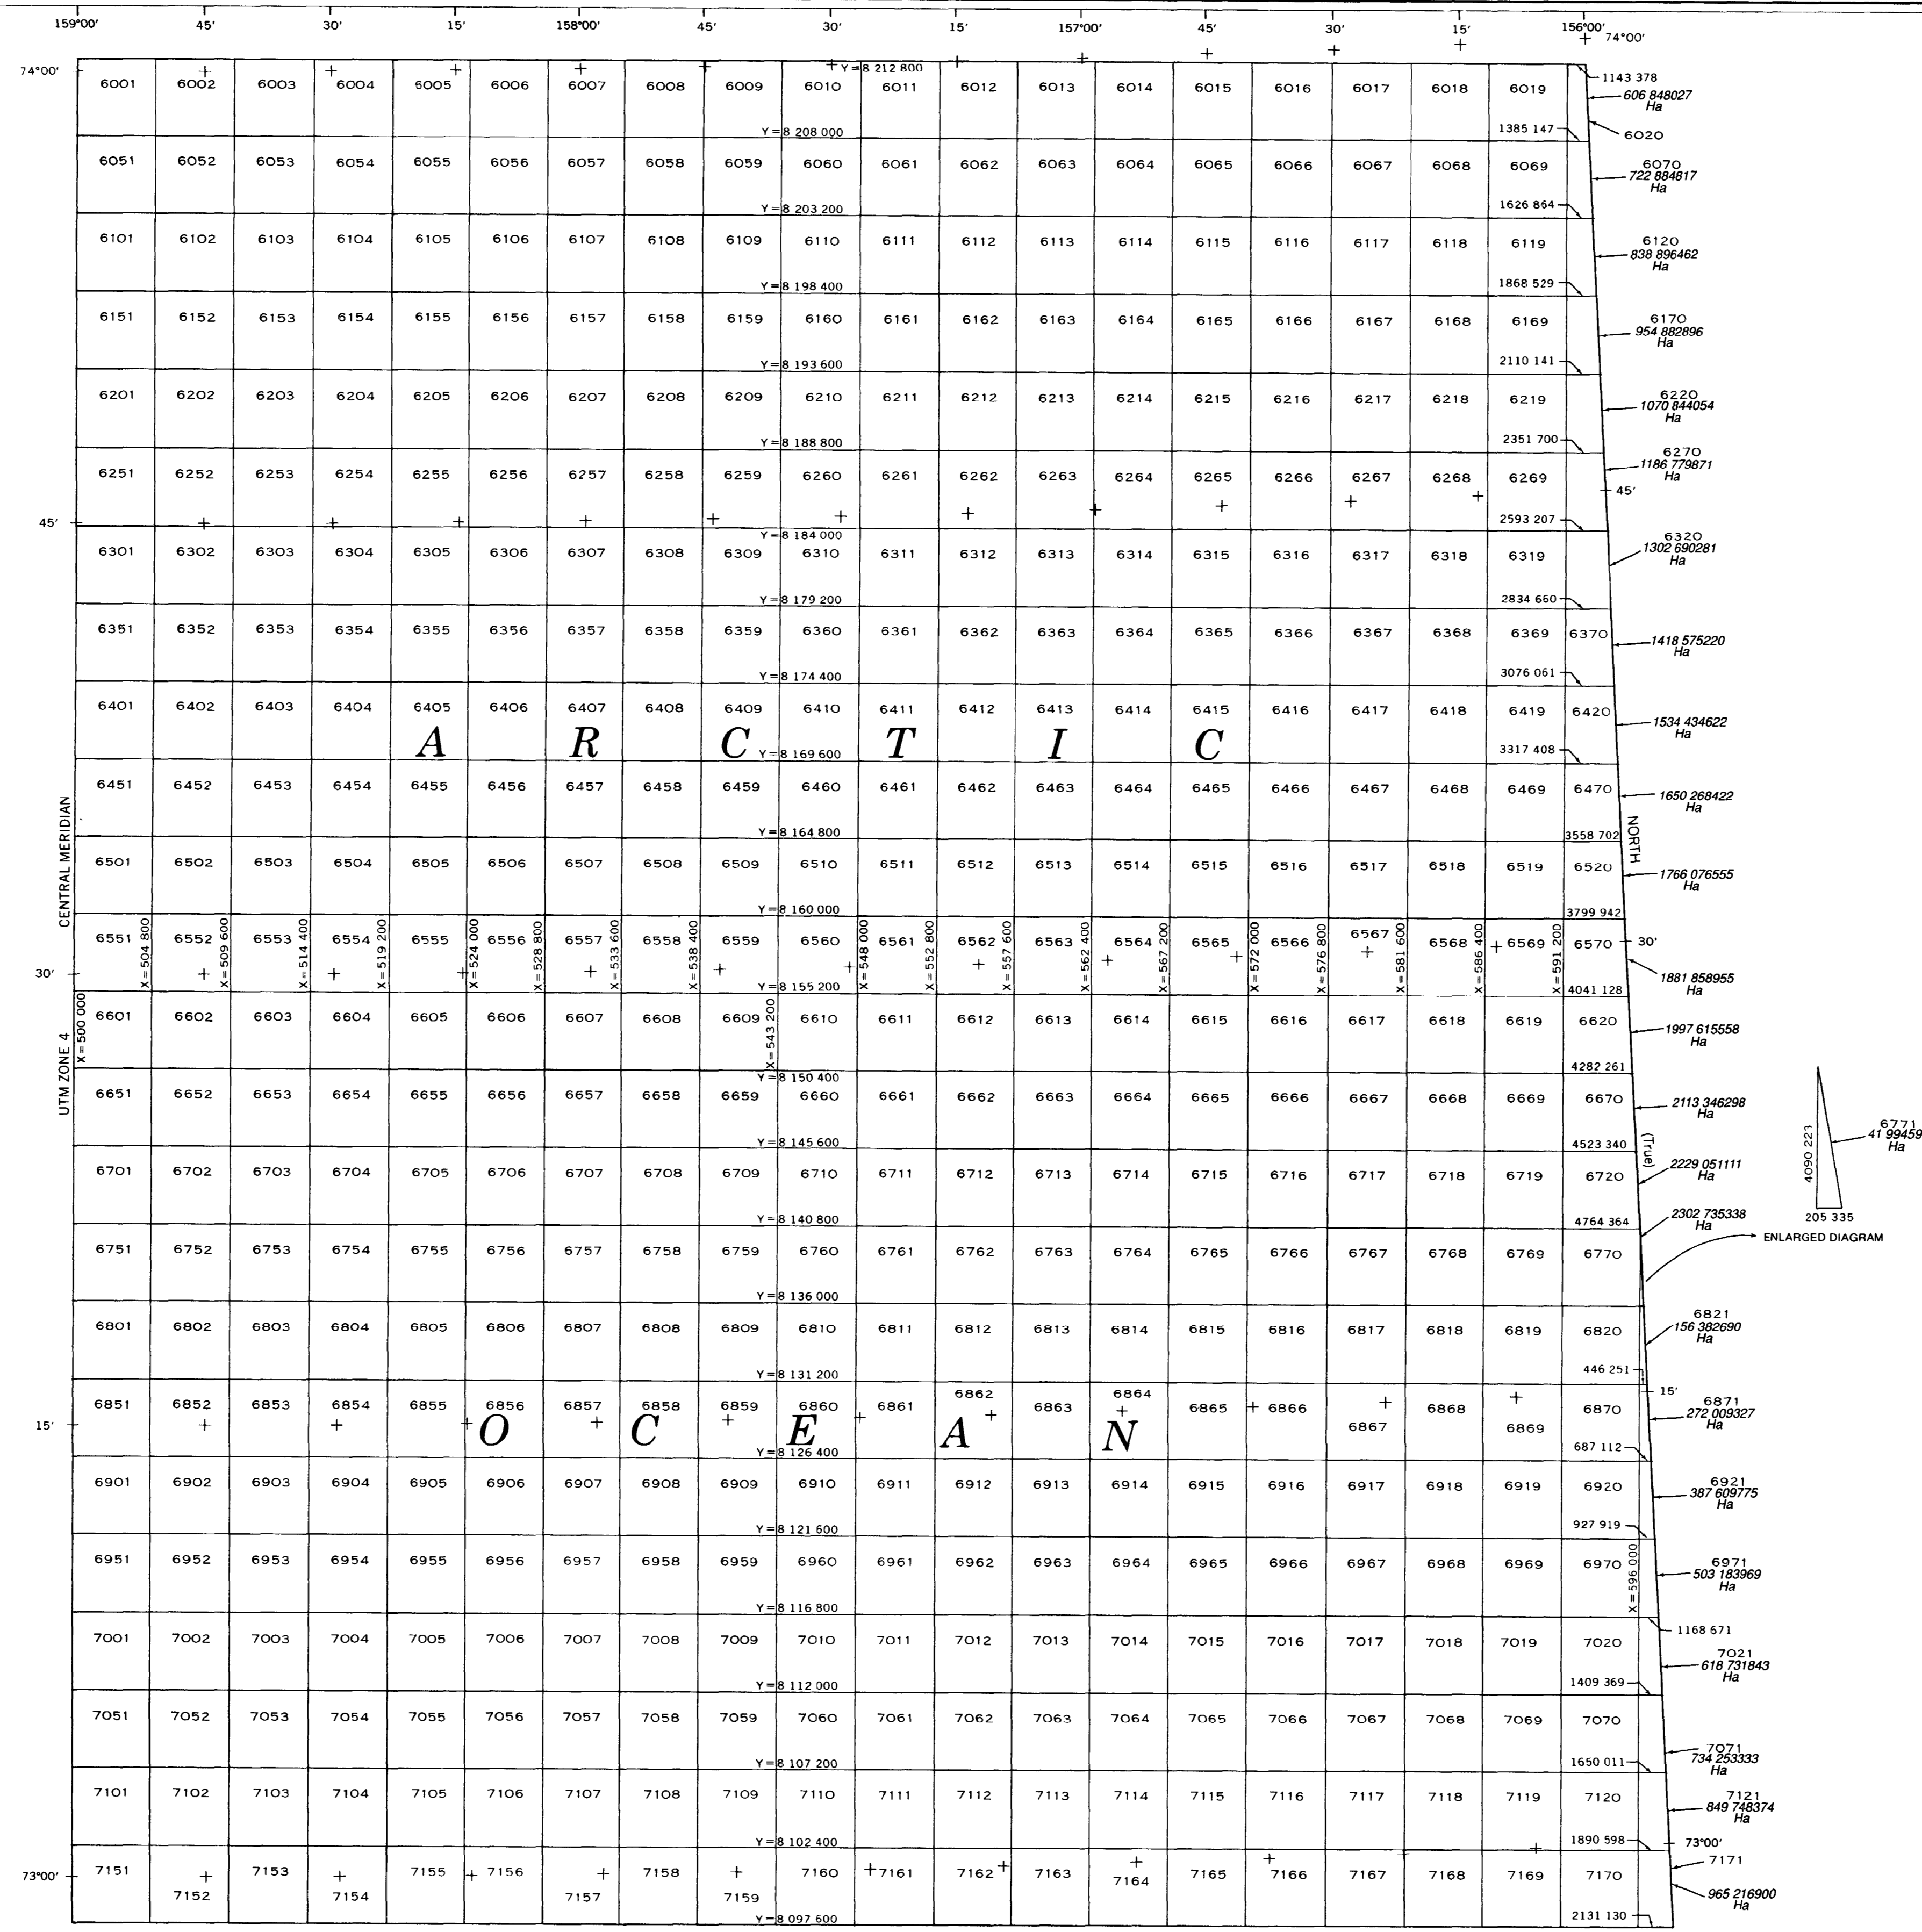 159°00' 45' 30' 15' 158°00' 45' 30' 15' 157°00' 45' 30' 15' 156°00'
74°00'
74°00'
Y=8 212 800
1143 378
6001 6002 6003 6004 6005 6006 6007 6008 6009 6010 6011 6012 6013 6014 6015 6016 6017 6018 6019
606 848027
Ha
Y=8 208 000 1385 147
6020
6051 6052 6053 6054 6055 6056 6057 6058 6059 6060 6061 6062 6063 6064 6065 6066 6067 6068 6069 6070
722 884817
Ha
Y=8 203 200 1626 864
6101 6102 6103 6104 6105 6106 6107 6108 6109 6110 6111 6112 6113 6114 6115 6116 6117 6118 6119 6120
838 896462
Ha
Y=8 198 400 1868 529
6151 6152 6153 6154 6155 6156 6157 6158 6159 6160 6161 6162 6163 6164 6165 6166 6167 6168 6169 6170
954 882896
Ha
Y=8 193 600 2110 141
6201 6202 6203 6204 6205 6206 6207 6208 6209 6210 6211 6212 6213 6214 6215 6216 6217 6218 6219 6220
1070 844054
Ha
Y=8 188 800 2351 700
6251 6252 6253 6254 6255 6256 6257 6258 6259 6260 6261 6262 6263 6264 6265 6266 6267 6268 6269 6270
1186 779871
Ha
45'
45'
2593 207
Y=8 184 000
6301 6302 6303 6304 6305 6306 6307 6308 6309 6310 6311 6312 6313 6314 6315 6316 6317 6318 6319 6320
1302 690281
Ha
Y=8 179 200 2834 660
6351 6352 6353 6354 6355 6356 6357 6358 6359 6360 6361 6362 6363 6364 6365 6366 6367 6368 6369 6370
1418 575220
Ha
Y=8 174 400 3076 061
6401 6402 6403 6404 6405 6406 6407 6408 6409 6410 6411 6412 6413 6414 6415 6416 6417 6418 6419 6420
1534 434622
Ha
A R C T I C
Y=8 169 600 3317 408
6451 6452 6453 6454 6455 6456 6457 6458 6459 6460 6461 6462 6463 6464 6465 6466 6467 6468 6469 6470
1650 268422
Ha
Y=8 164 800 3558 702
CENTRAL MERIDIAN
NORTH
6501 6502 6503 6504 6505 6506 6507 6508 6509 6510 6511 6512 6513 6514 6515 6516 6517 6518 6519 6520
1766 076555
Ha
Y=8 160 000 3799 942
6551 6552 6553 6554 6555 6556 6557 6558 6559 6560 6561 6562 6563 6564 6565 6566 6567 6568 6569 6570
30'
X=504 800 X=509 600 X=514 400 X=519 200 X=524 000 X=528 800 X=533 600 X=538 400 X=548 000 X=552 800 X=557 600 X=562 400 X=567 200 X=572 000 X=576 800 X=581 600 X=586 400 X=591 200
30'
1881 858955
Ha
Y=8 155 200 4041 128
UTM ZONE 4
X=500 000
6601 6602 6603 6604 6605 6606 6607 6608 6609 6610 6611 6612 6613 6614 6615 6616 6617 6618 6619 6620
X=543 200
1997 615558
Ha
4282 261
Y=8 150 400
6651 6652 6653 6654 6655 6656 6657 6658 6659 6660 6661 6662 6663 6664 6665 6666 6667 6668 6669 6670
2113 346298
Ha
Y=8 145 600 4523 340
(True)
6701 6702 6703 6704 6705 6706 6707 6708 6709 6710 6711 6712 6713 6714 6715 6716 6717 6718 6719 6720
2229 051111
Ha
Y=8 140 800 4764 364
2302 735338
Ha
6771
41 99459
Ha
4090 223
205 335
ENLARGED DIAGRAM
6751 6752 6753 6754 6755 6756 6757 6758 6759 6760 6761 6762 6763 6764 6765 6766 6767 6768 6769 6770
Y=8 136 000
6801 6802 6803 6804 6805 6806 6807 6808 6809 6810 6811 6812 6813 6814 6815 6816 6817 6818 6819 6820 6821
156 382690
Ha
Y=8 131 200 446 251
15'
6851 6852 6853 6854 6855 6856 6857 6858 6859 6860 6861 6862 6863 6864 6865 6866 6867 6868 6869 6870 6871
272 009327
Ha
15'
O C E A N
Y=8 126 400 687 112
6901 6902 6903 6904 6905 6906 6907 6908 6909 6910 6911 6912 6913 6914 6915 6916 6917 6918 6919 6920 6921
387 609775
Ha
Y=8 121 600 927 919
6951 6952 6953 6954 6955 6956 6957 6958 6959 6960 6961 6962 6963 6964 6965 6966 6967 6968 6969 6970 6971
X=596 000
503 183969
Ha
Y=8 116 800
1168 671
7001 7002 7003 7004 7005 7006 7007 7008 7009 7010 7011 7012 7013 7014 7015 7016 7017 7018 7019 7020 7021
618 731843
Ha
Y=8 112 000 1409 369
7051 7052 7053 7054 7055 7056 7057 7058 7059 7060 7061 7062 7063 7064 7065 7066 7067 7068 7069 7070 7071
734 253333
Ha
Y=8 107 200 1650 011
7101 7102 7103 7104 7105 7106 7107 7108 7109 7110 7111 7112 7113 7114 7115 7116 7117 7118 7119 7120 7121
849 748374
Ha
Y=8 102 400 1890 598
73°00'
73°00'
7151 7152 7153 7154 7155 7156 7157 7158 7159 7160 7161 7162 7163 7164 7165 7166 7167 7168 7169 7170 7171
965 216900
Ha
Y=8 097 600 2131 130